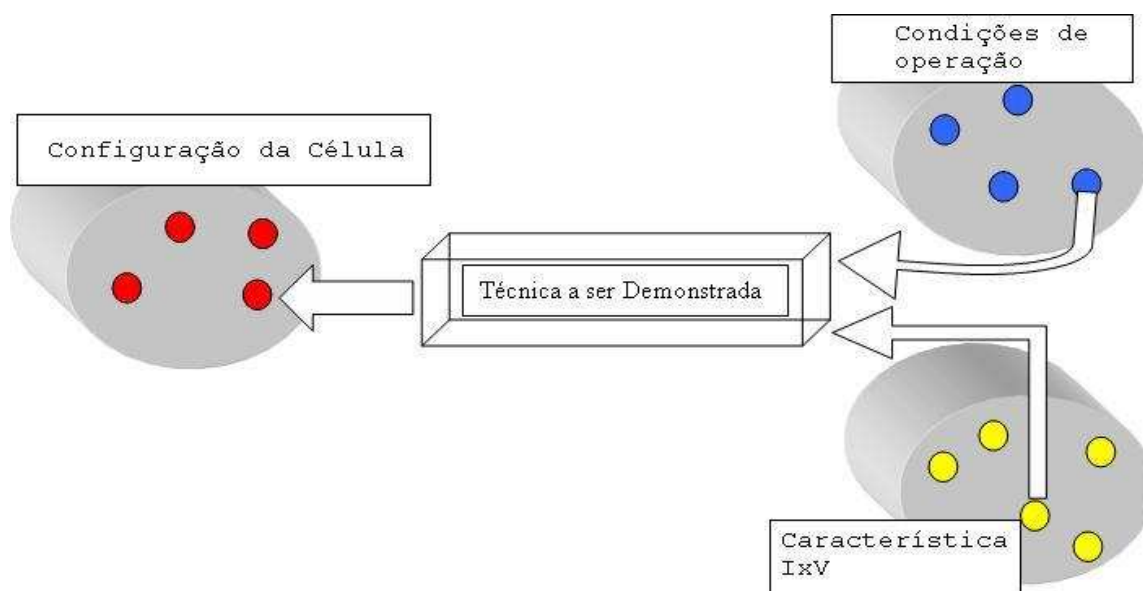 Condições de
operação
Configuração da Célula
Técnica a ser Demonstrada
Característica
IxV